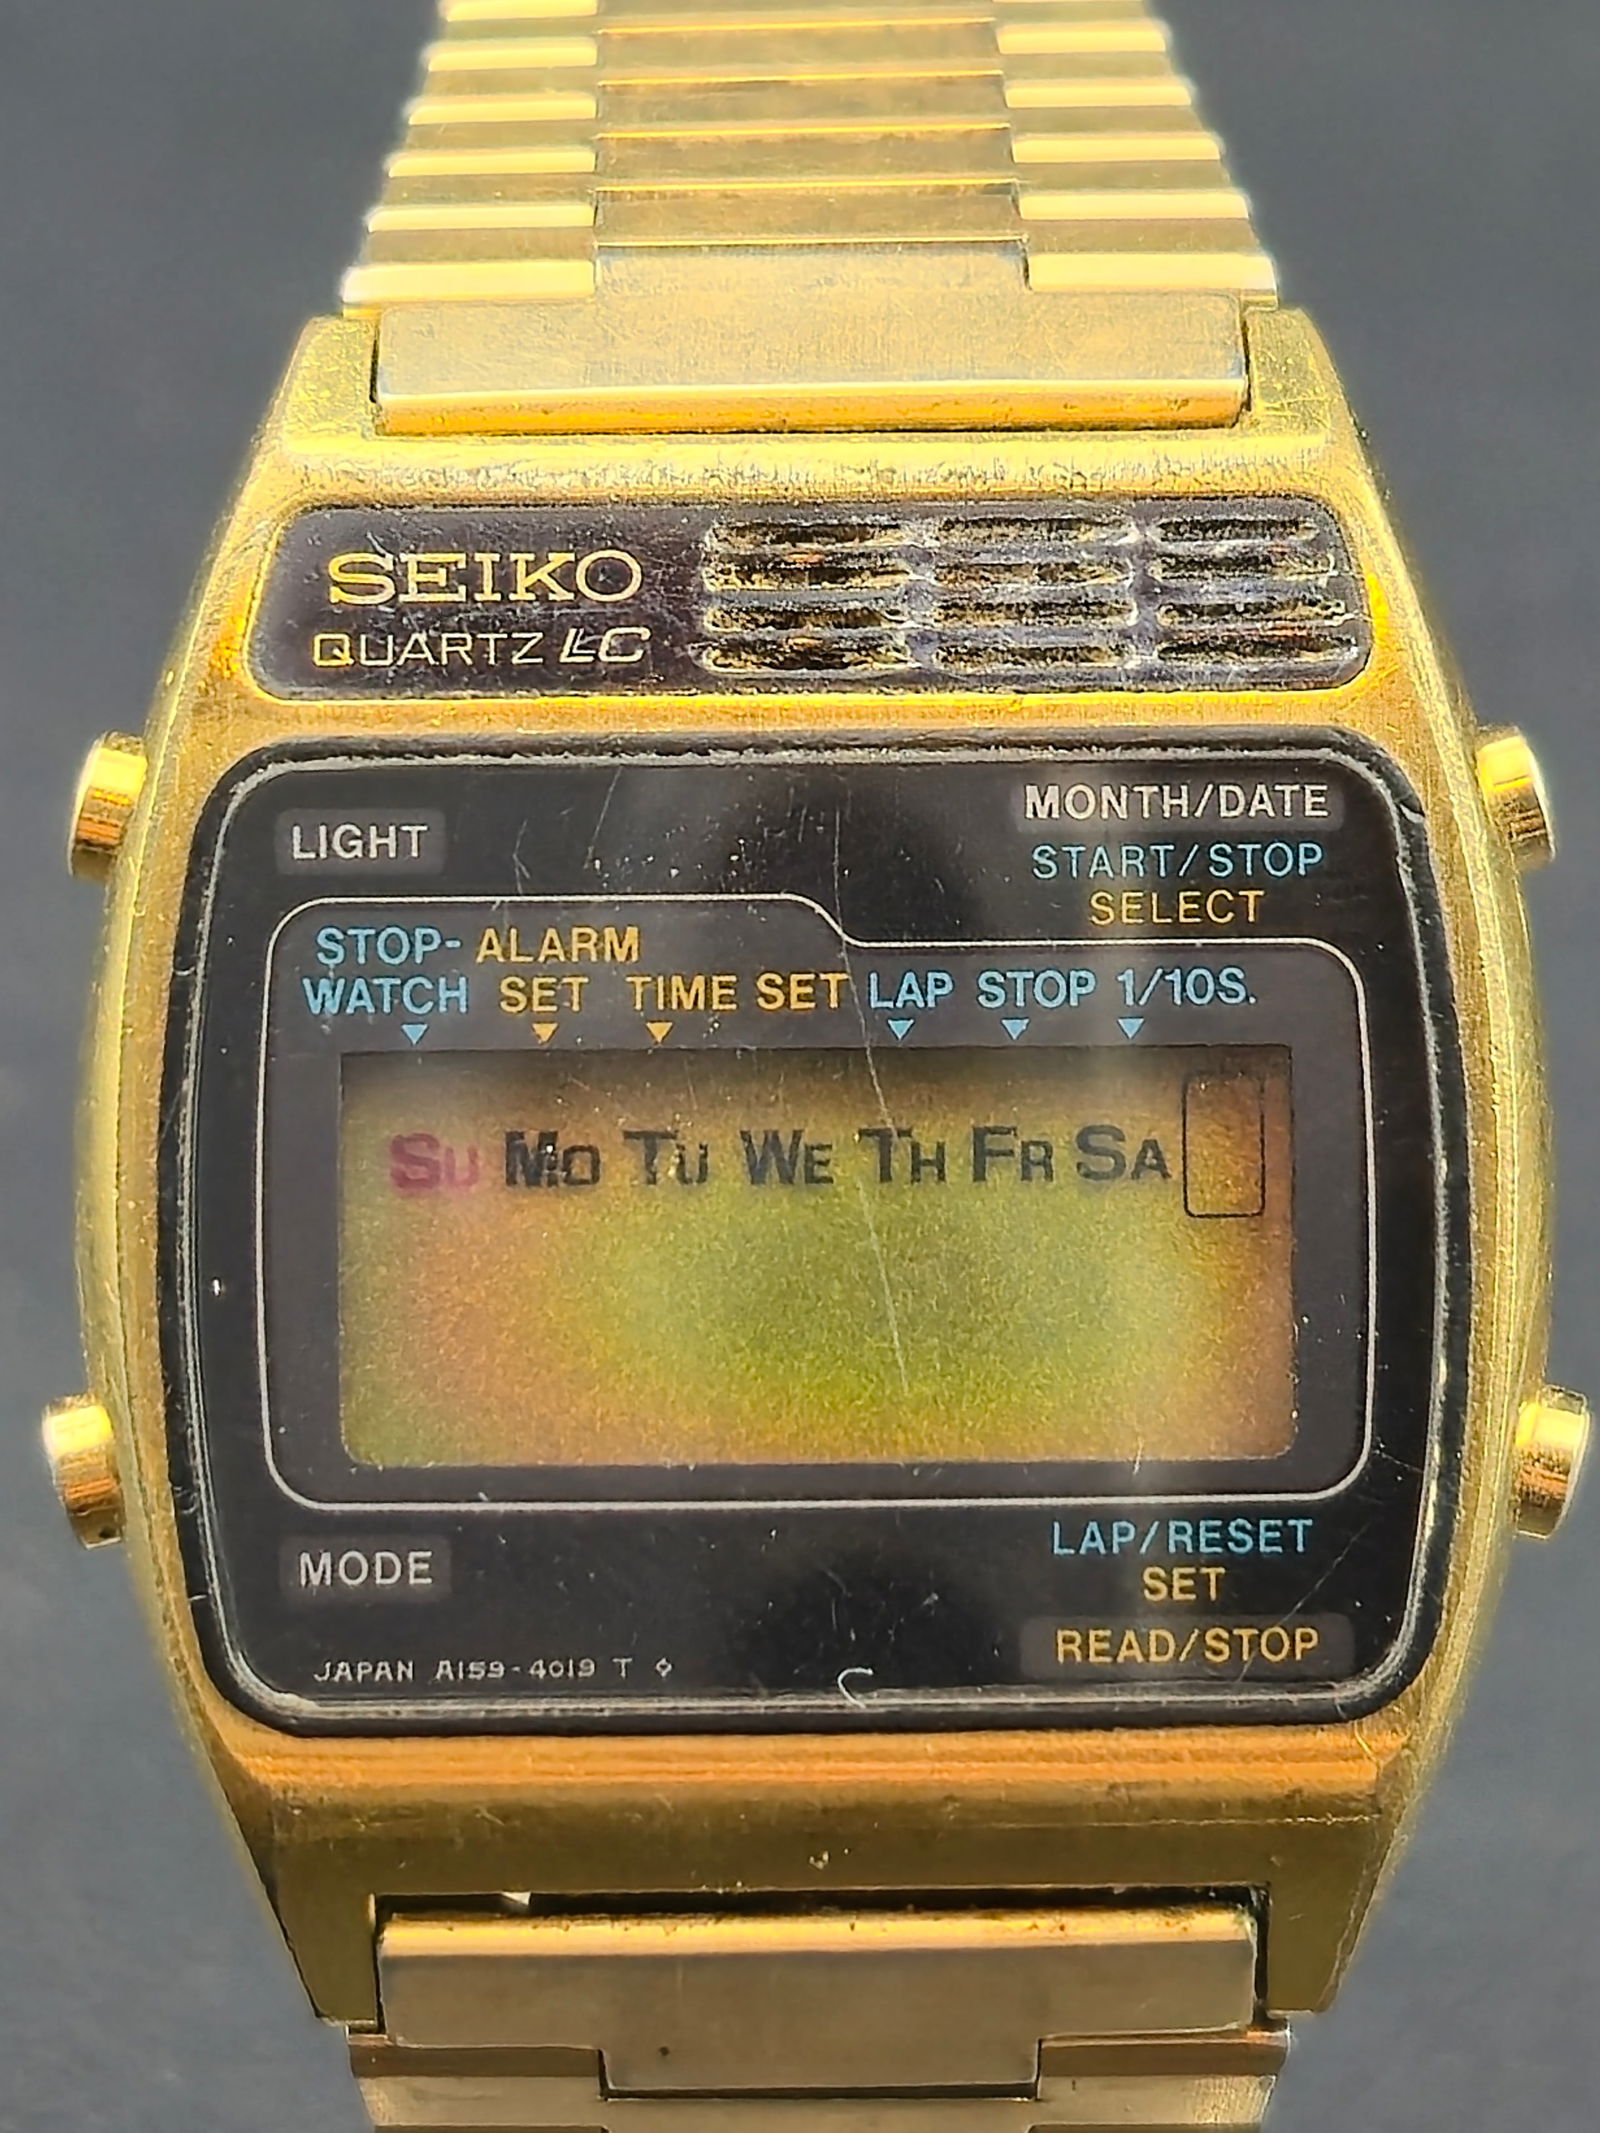 SEIKO
QUARTZ LC
LIGHT
MONTH/DATE
START/STOP
SELECT
STOP- ALARM
WATCH SET TIME SET LAP STOP 1/10S.
SU MO TU WE TH FR SA
MODE
LAP/RESET
SET
READ/STOP
JAPAN A159-4019 T